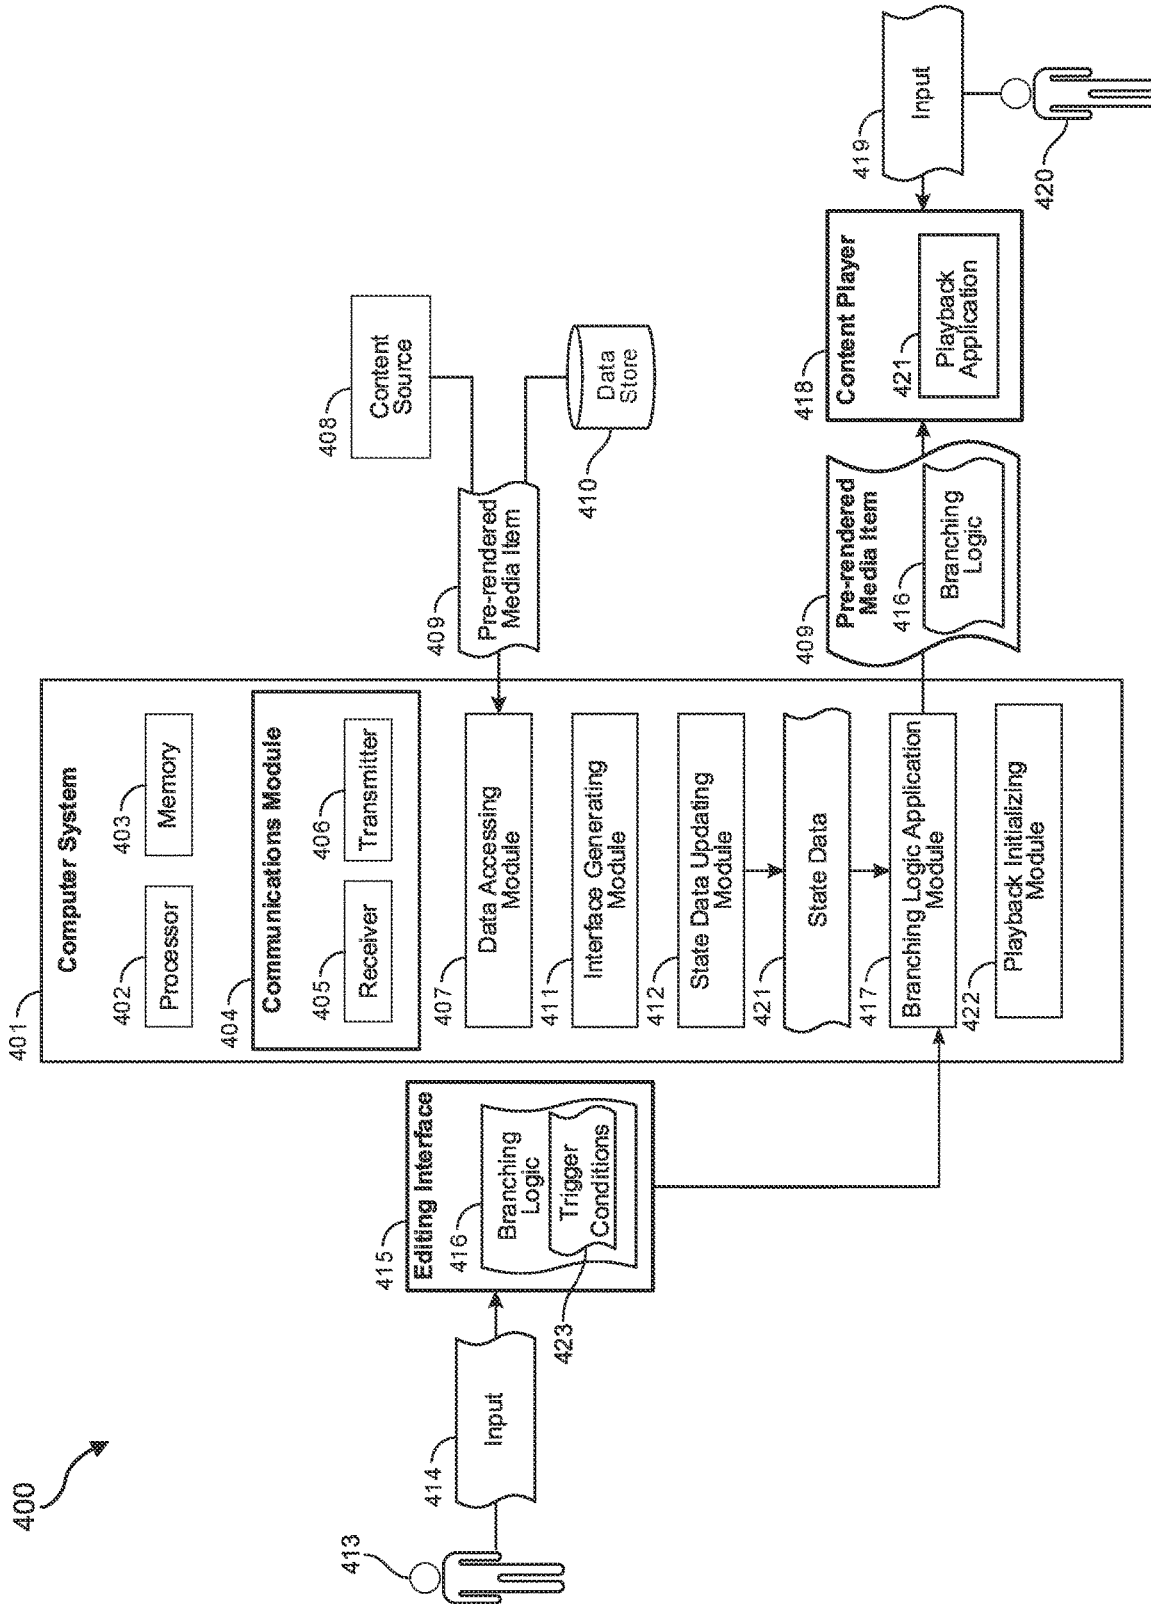 400
413
414
Input
415
Editing Interface
416
Branching
Logic
Trigger
Conditions
423
401
Computer System
402
Processor
403
Memory
404
Communications Module
405
Receiver
406
Transmitter
407
Data Accessing
Module
411
Interface Generating
Module
412
State Data Updating
Module
421
State Data
417
Branching Logic Application
Module
422
Playback Initializing
Module
408
Content
Source
409
Pre-rendered
Media Item
410
Data
Store
409
Pre-rendered
Media Item
416
Branching
Logic
418
Content Player
421
Playback
Application
419
Input
420